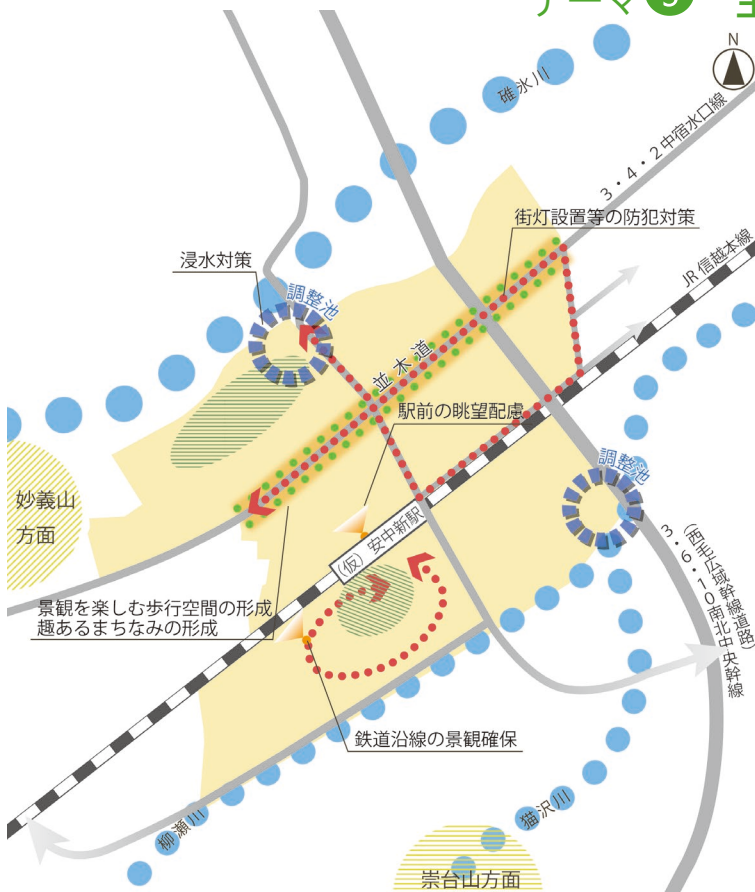 テーマ 5
N
碓氷川
3・4・2中宿水口線
街灯設置等の防犯対策
JR信越本線
浸水対策
調整池
並木道
駅前の眺望配慮
調整池
妙義山
方面
(仮)安中新駅
3・6・10南北中央幹線
(西毛広域幹線道路)
景観を楽しむ歩行空間の形成
趣あるまちなみの形成
鉄道沿線の景観確保
柳瀬川
猫沢川
崇台山方面